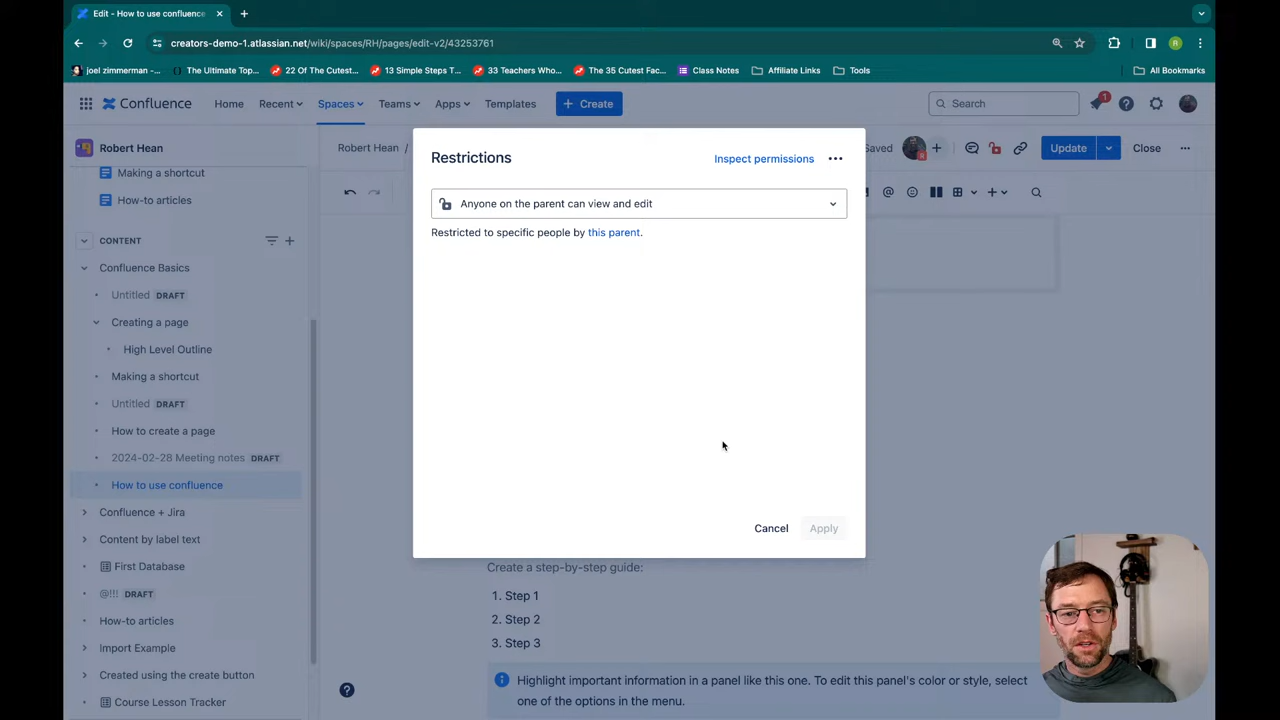 Edit - How to use confluence
creators-demo-1.atlassian.net/wiki/spaces/RH/pages/edit-v2/43253761
R
joel zimmerman -...
The Ultimate Top...
22 Of The Cutest...
13 Simple Steps T...
33 Teachers Who...
The 35 Cutest Fac...
Class Notes
Affiliate Links
Tools
All Bookmarks
Confluence
Home
Recent
Spaces
Teams
Apps
Templates
+ Create
Search
1
Robert Hean
Making a shortcut
How-to articles
CONTENT
Confluence Basics
Untitled DRAFT
Creating a page
High Level Outline
Making a shortcut
Untitled DRAFT
How to create a page
2024-02-28 Meeting notes DRAFT
How to use confluence
Confluence + Jira
Content by label text
First Database
@!!! DRAFT
How-to articles
Import Example
Created using the create button
Course Lesson Tracker
Robert Hean /
Saved
Update
Close
Restrictions
Inspect permissions
Anyone on the parent can view and edit
Restricted to specific people by this parent.
Cancel
Apply
Create a step-by-step guide:
1. Step 1
2. Step 2
3. Step 3
Highlight important information in a panel like this one. To edit this panel's color or style, select
one of the options in the menu.